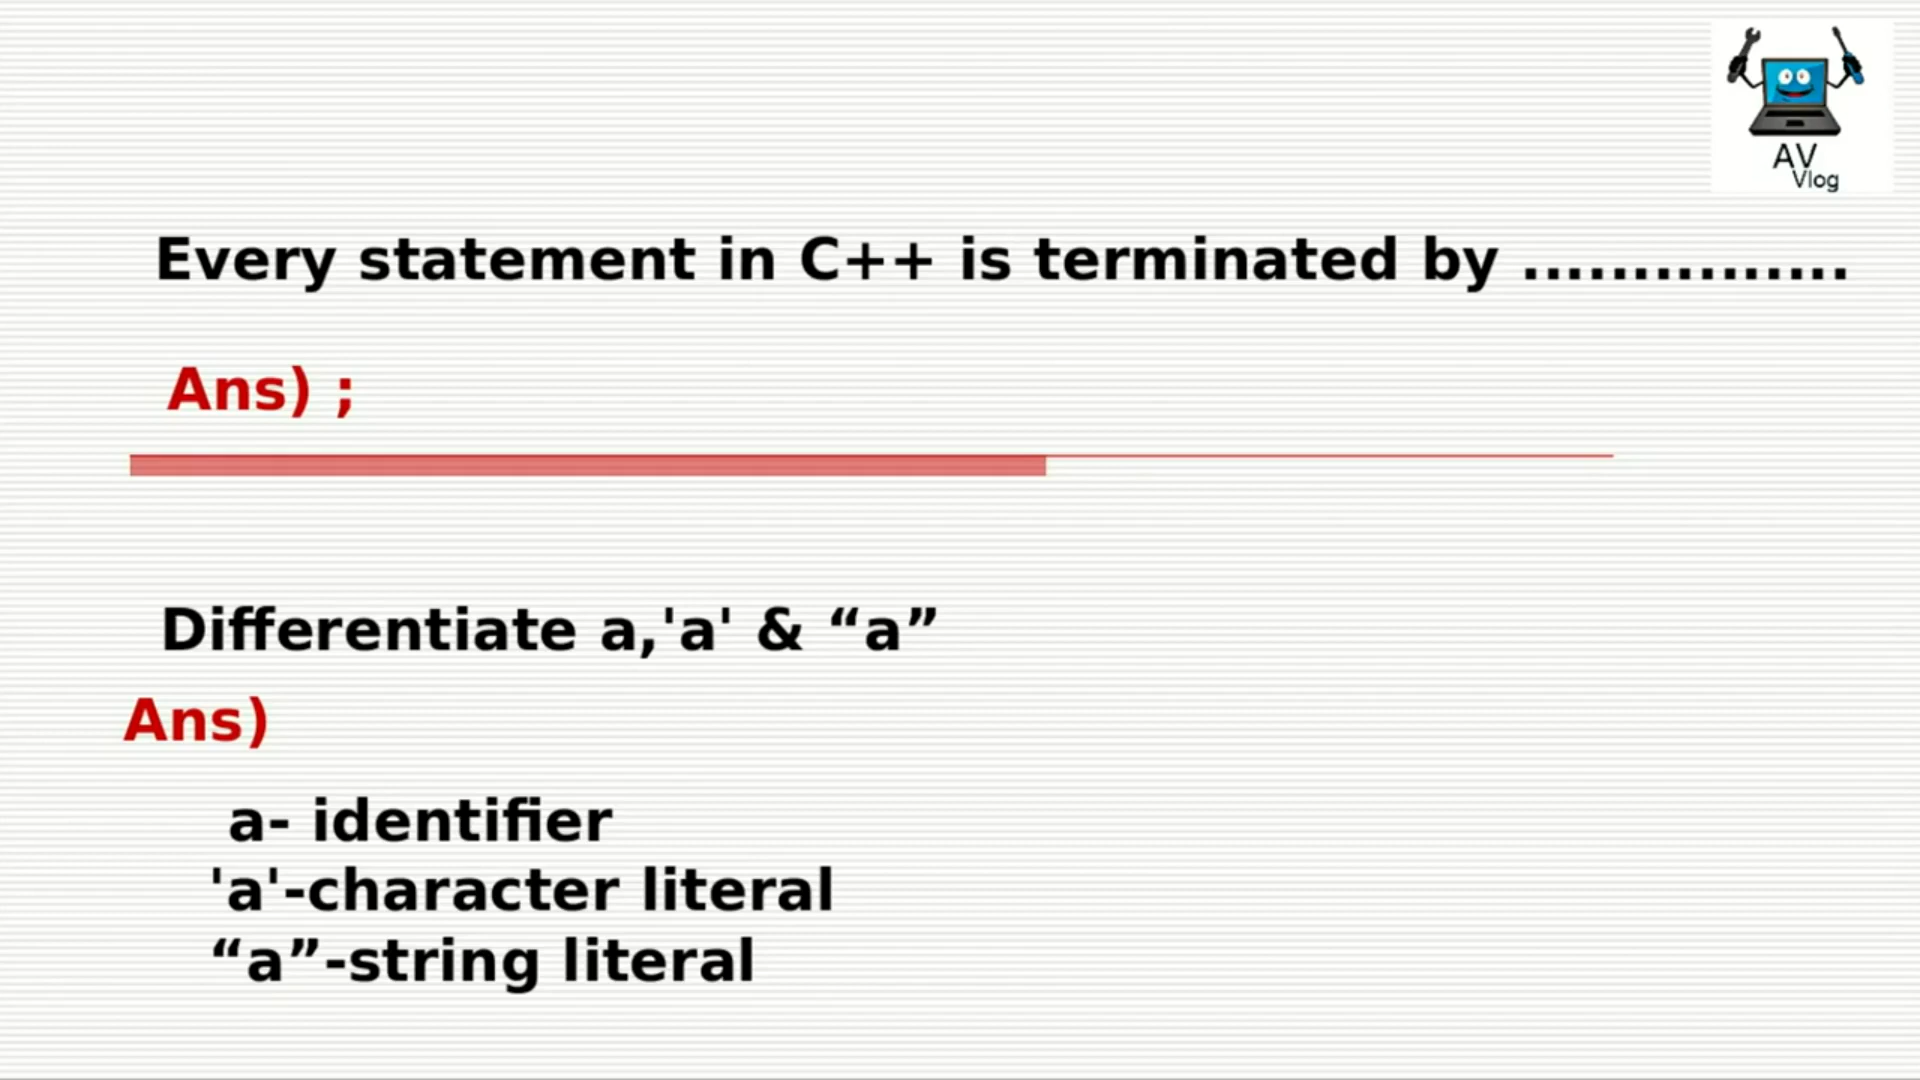 AV
Vlog
Every statement in C++ is terminated by ...............
Ans) ;
Differentiate a,'a' & “a”
Ans)
a- identifier
'a'-character literal
“a”-string literal